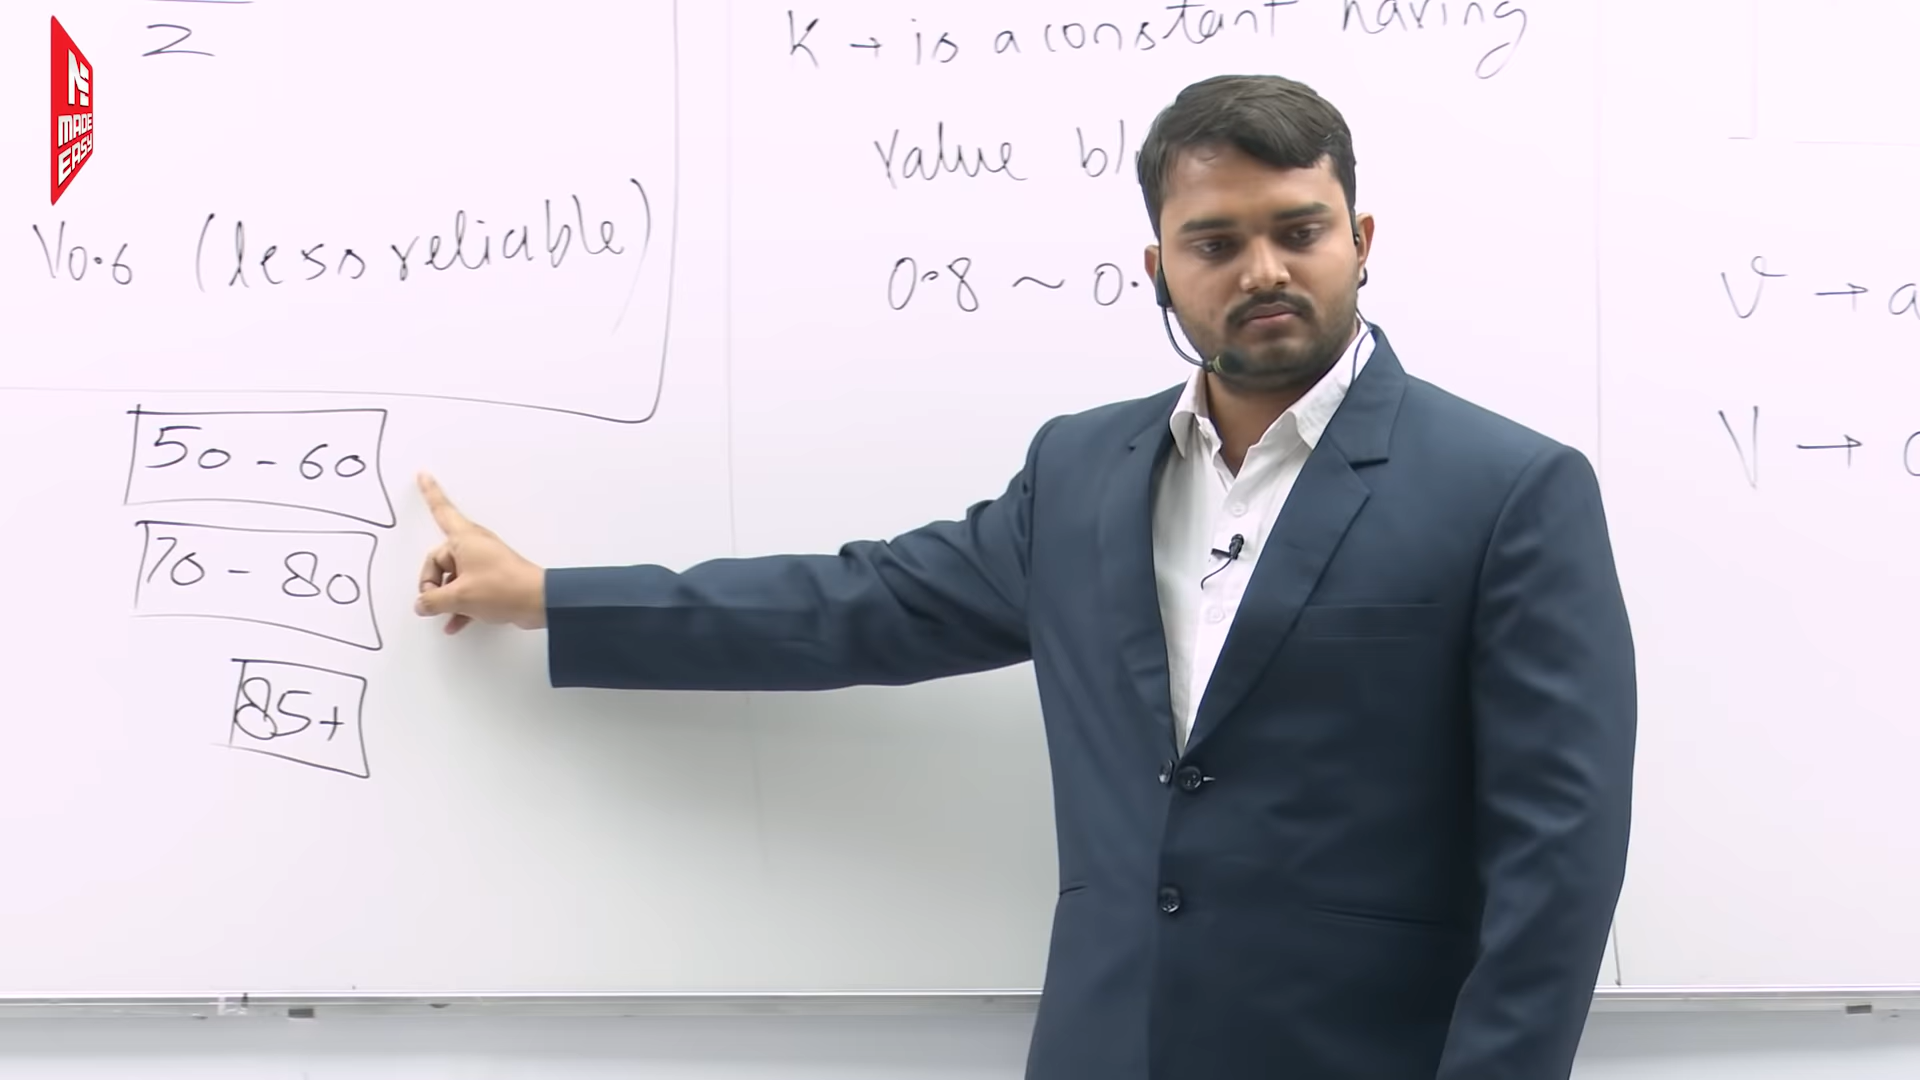 MADE
EASY
2
V0.6 (less reliable)
50 - 60
70 - 80
85+
K → is a constant having
Value b/
0.8 ~ 0.
v → a
V →